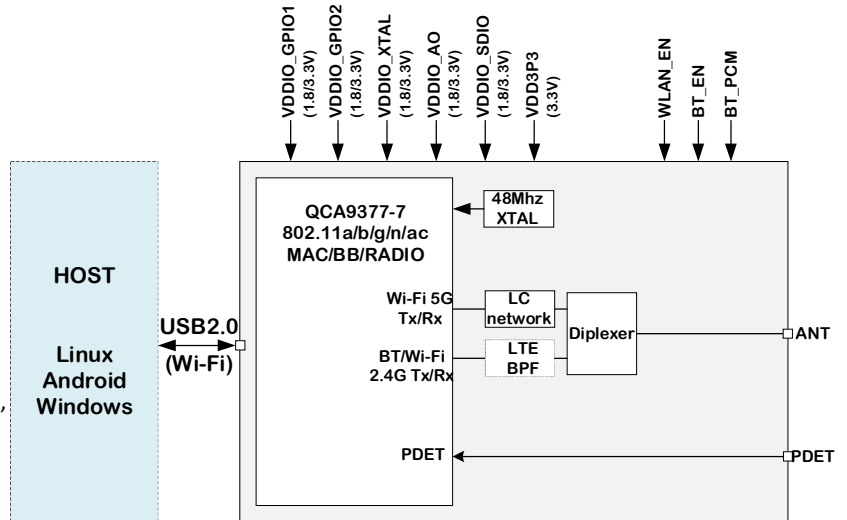 VDDIO_GPIO1
(1.8/3.3V)
VDDIO_GPIO2
(1.8/3.3V)
VDDIO_XTAL
(1.8/3.3V)
VDDIO_AO
(1.8/3.3V)
VDDIO_SDIO
(1.8/3.3V)
VDD3P3
(3.3V)
WLAN_EN
BT_EN
BT_PCM
HOST
Linux
Android
Windows
,
USB2.0
(Wi-Fi)
QCA9377-7
802.11a/b/g/n/ac
MAC/BB/RADIO
48Mhz
XTAL
Wi-Fi 5G
Tx/Rx
LC
network
BT/Wi-Fi
2.4G Tx/Rx
LTE
BPF
Diplexer
ANT
PDET
PDET